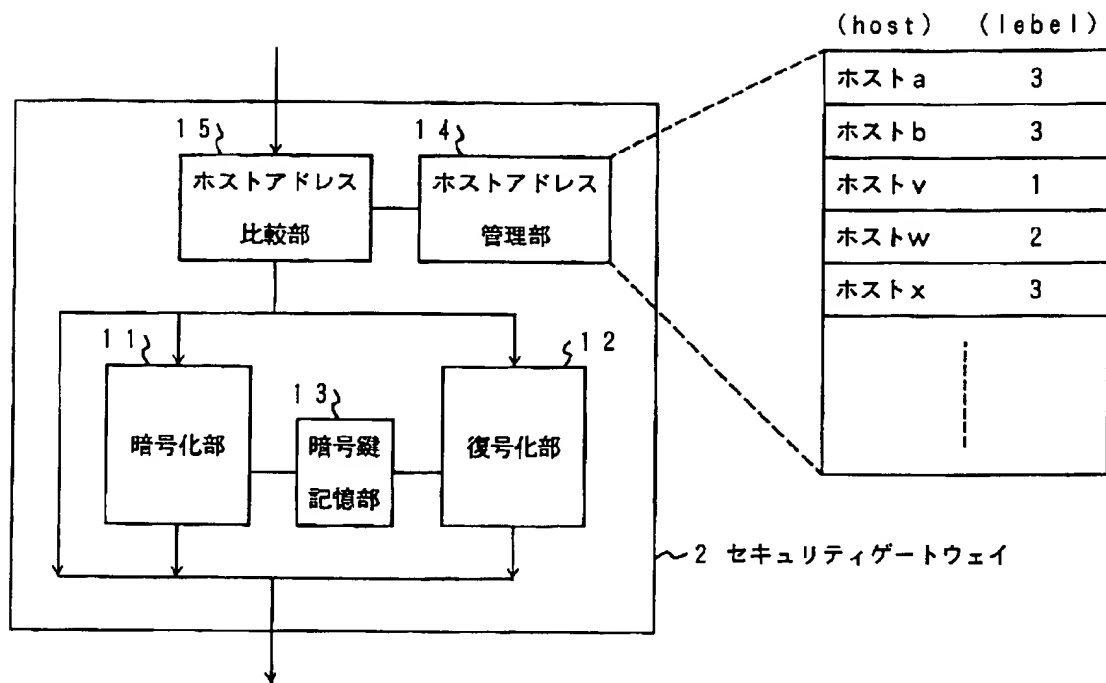 (host) (lebel)
ホストa 3
ホストb 3
ホストv 1
ホストw 2
ホストx 3
15
14
ホストアドレス
比較部
ホストアドレス
管理部
11
12
13
暗号化部
暗号鍵
記憶部
復号化部
2 セキュリティゲートウェイ